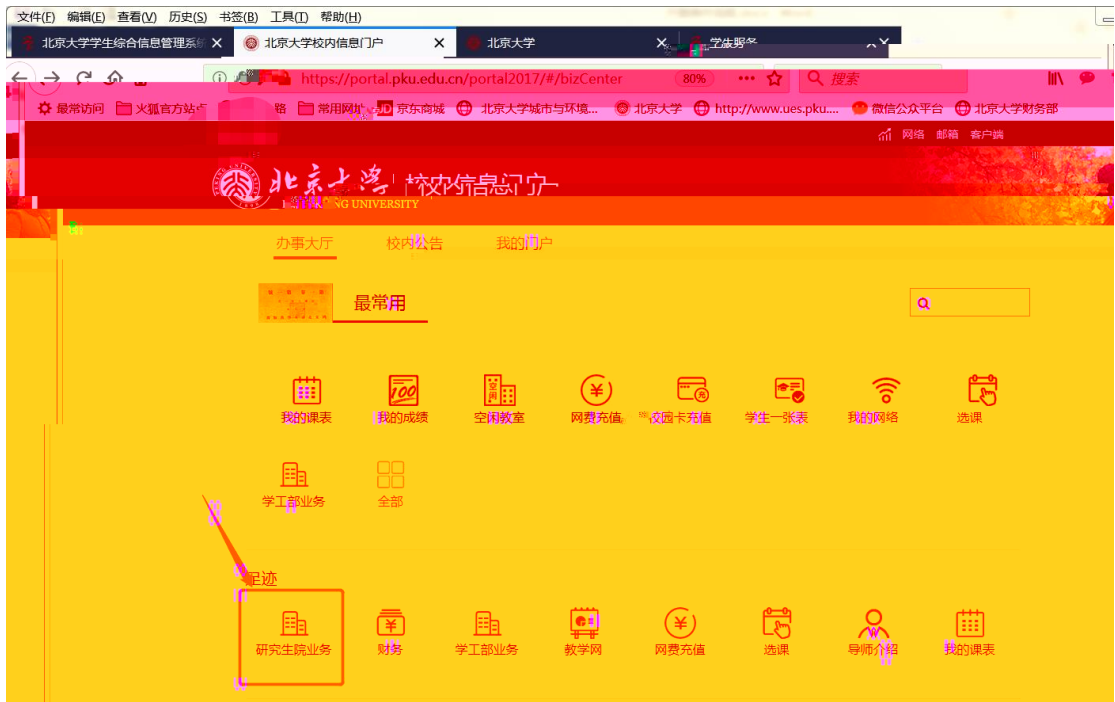 文件(F) 编辑(E) 查看(V) 历史(S) 书签(B) 工具(T) 帮助(H)
北京大学学生综合信息管理系统 北京大学校内信息门户 北京大学
https://portal.pku.edu.cn/portal2017/#/bizCenter 80% 搜索
最常访问 火狐官方站点 常用网址 JD 京东商城 北京大学城市与环境... 北京大学 http://www.ues.pku.... 微信公众平台 北京大学财务部
网络 邮箱 客户端
北京大学 校内信息门户
UNIVERSITY
办事大厅 校内公告 我的门户
最常用
我的课表 我的成绩 空闲教室 网费充值 校园卡充值 学生一张表 我的网络 选课
学工部业务 全部
足迹
研究生院业务 财务 学工部业务 教学网 网费充值 选课 导师介绍 我的课表